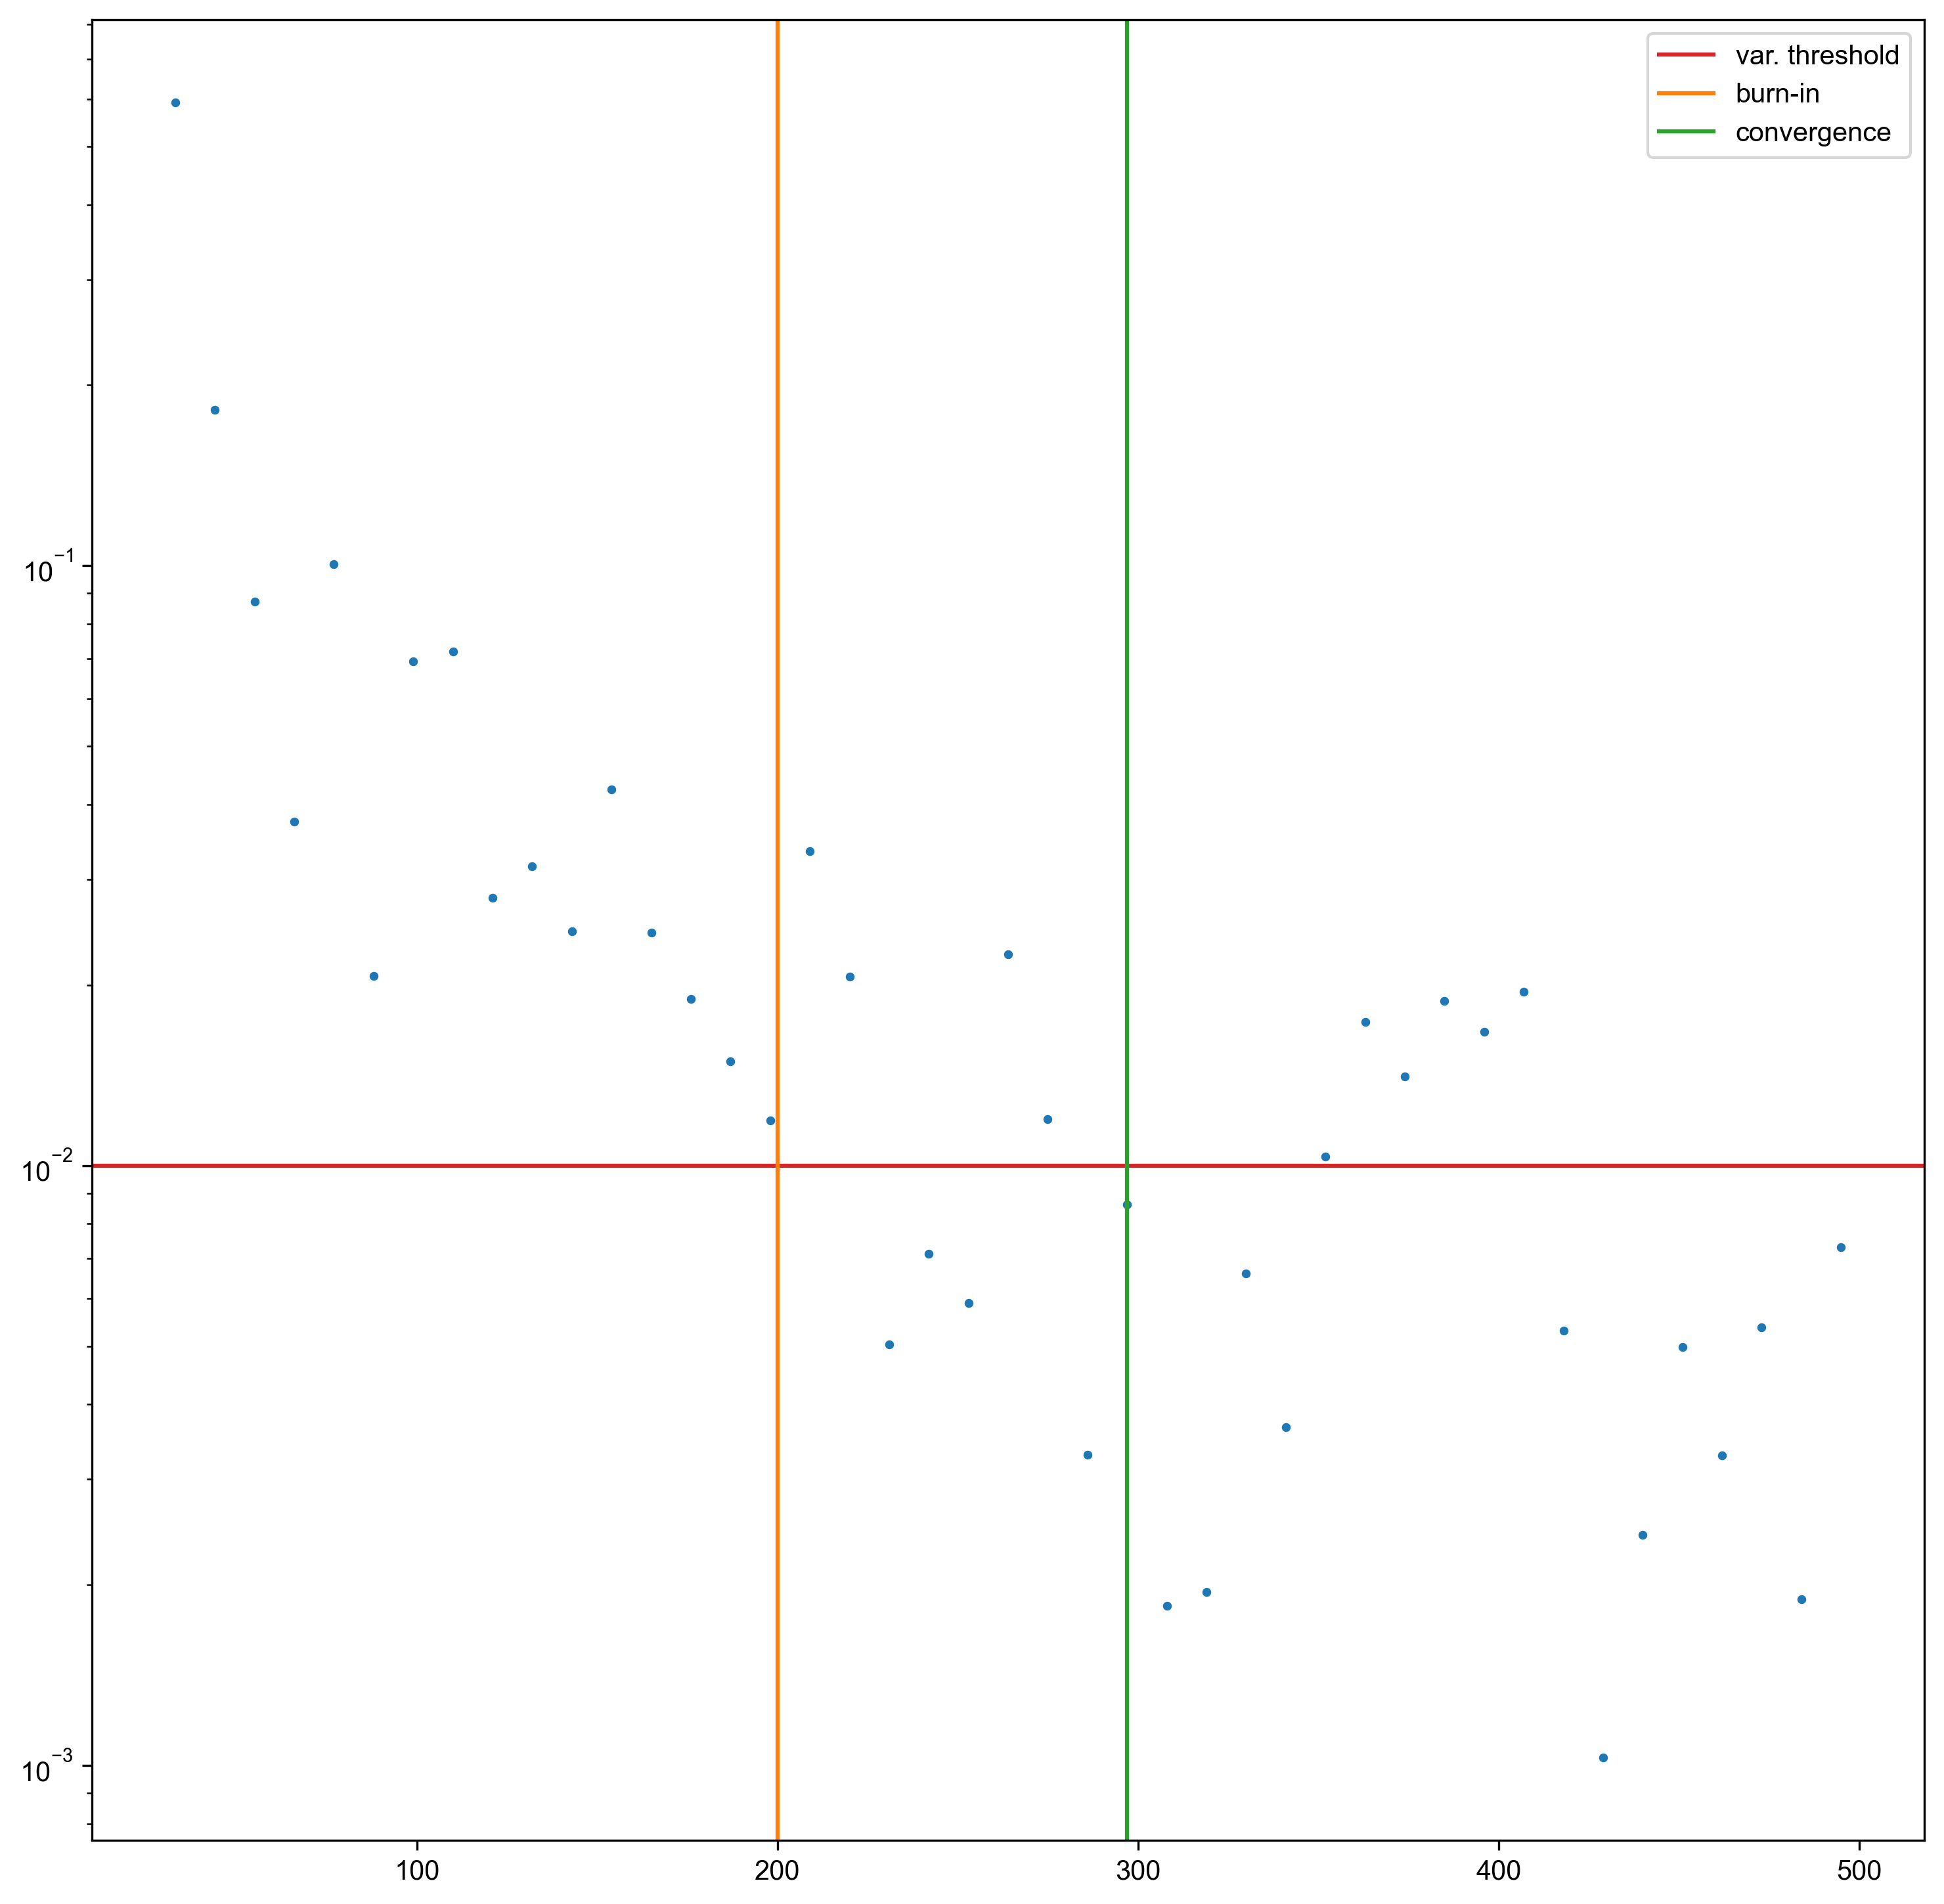 var. threshold
burn-in
convergence
10⁻¹
10⁻²
10⁻³
100 200 300 400 500